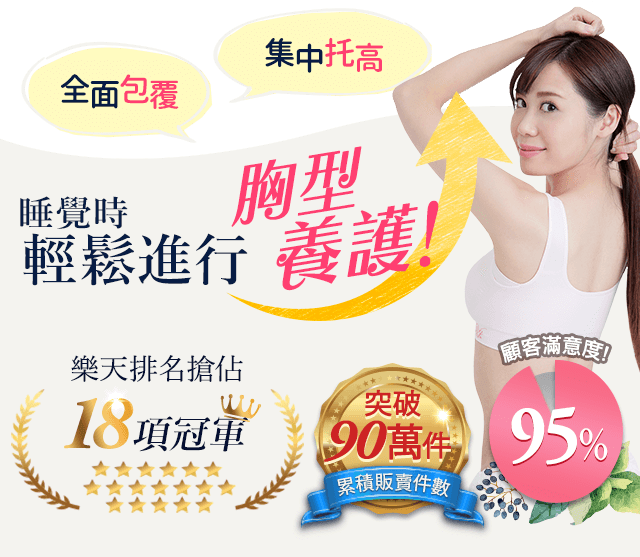 全面包覆
集中托高
睡覺時
輕鬆進行
胸型
養護!
樂天排名搶佔
18項冠軍
突破
90萬件
累積販賣件數
顧客滿意度!
95%